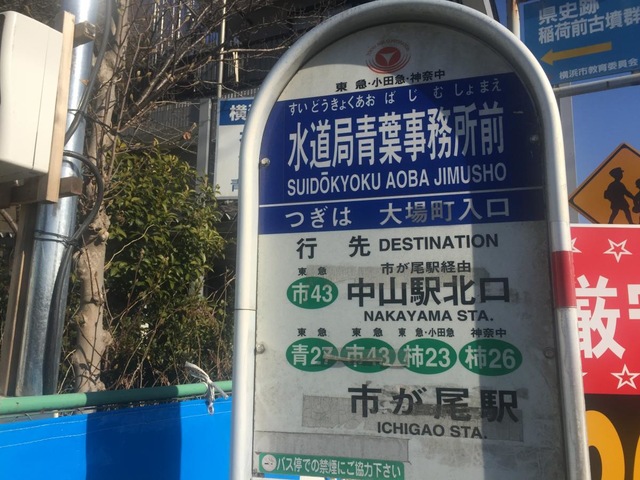 県史跡
稲荷前古墳群
横浜市教育委員会
東急・小田急・神奈中
すいどうきょくあおばじむしょまえ
水道局青葉事務所前
SUIDŌKYOKU AOBA JIMUSHO
つぎは 大場町入口
行先 DESTINATION
東急
市43
市が尾駅経由
中山駅北口
NAKAYAMA STA.
東急 東急 東急・小田急 神奈中
青27 市43 柿23 柿26
市が尾駅
ICHIGAO STA.
バス停での禁煙にご協力下さい
横
青
厳